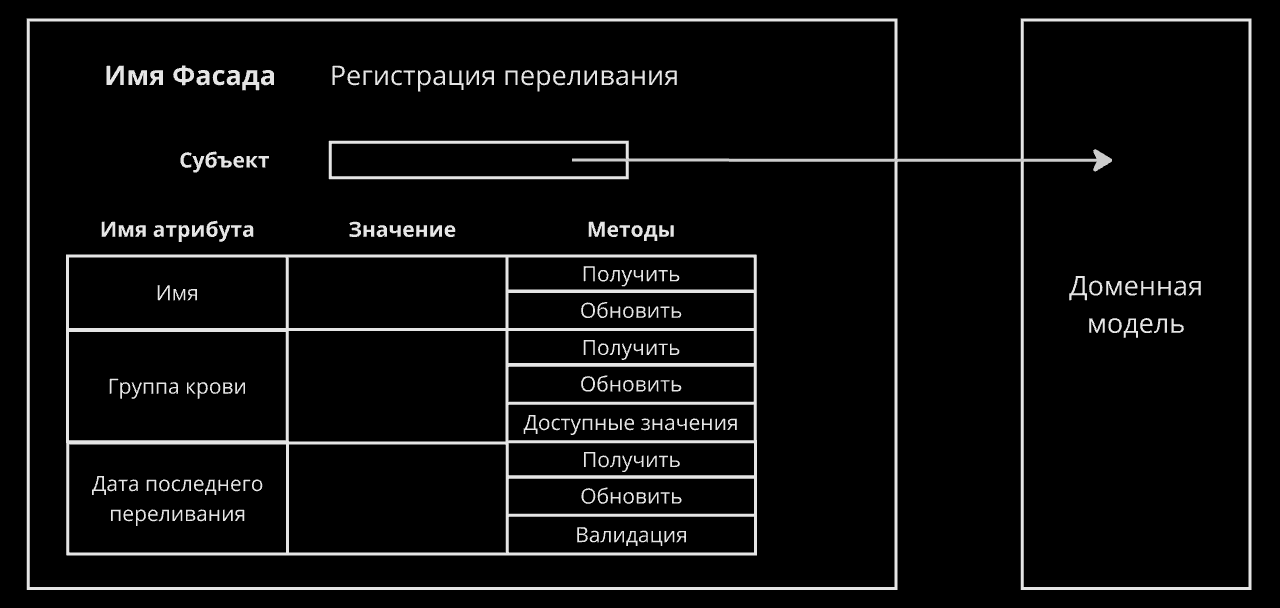 Имя Фасада Регистрация переливания
Субъект
Имя атрибута Значение Методы
Имя
Получить
Обновить
Группа крови
Получить
Обновить
Доступные значения
Дата последнего
переливания
Получить
Обновить
Валидация
Доменная
модель